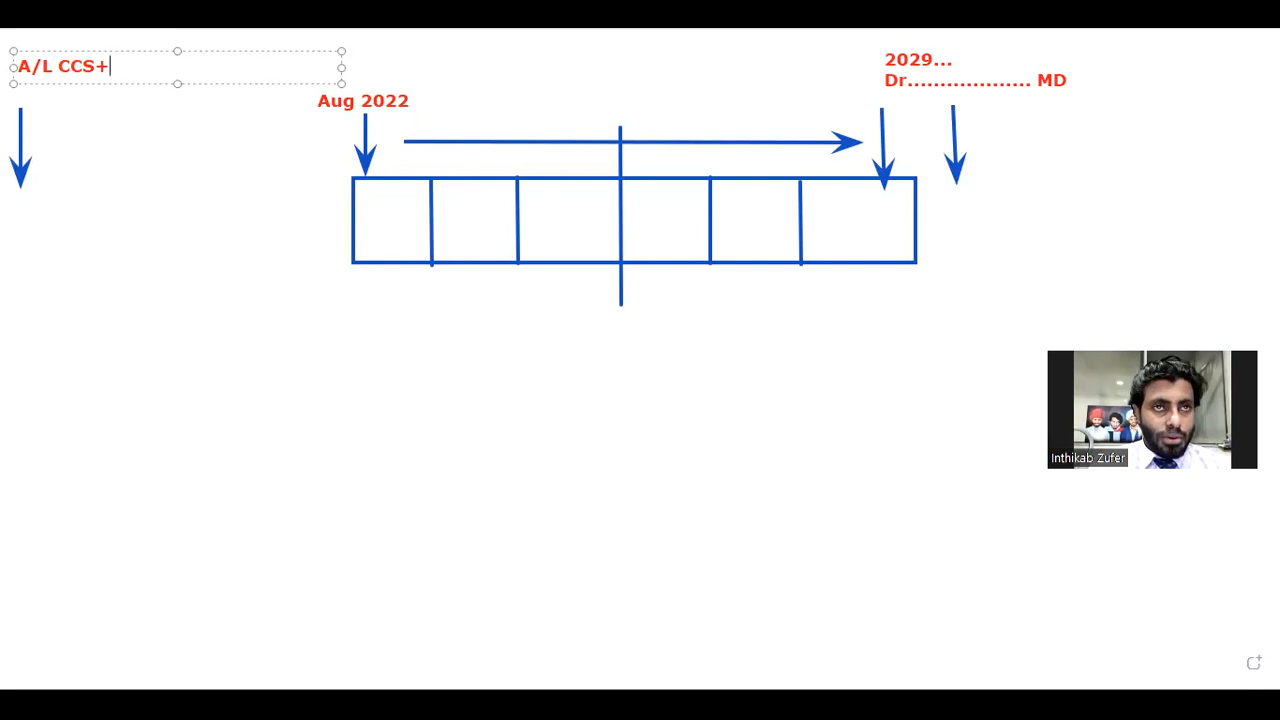 A/L CCS+
2029...
Dr................... MD
Aug 2022
Inthikab Zufer